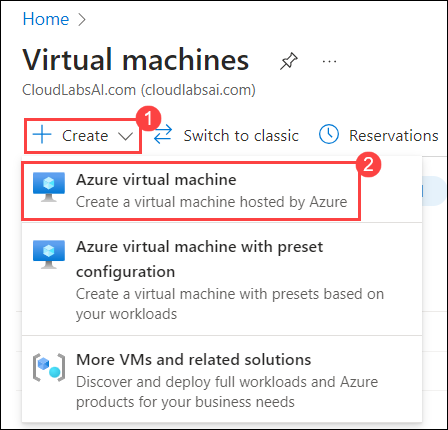 Home >
Virtual machines
CloudLabsAI.com (cloudlabsai.com)
1
+ Create Switch to classic Reservations
2
Azure virtual machine
Create a virtual machine hosted by Azure
Azure virtual machine with preset
configuration
Create a virtual machine with presets based on
your workloads
More VMs and related solutions
Discover and deploy full workloads and Azure
products for your business needs